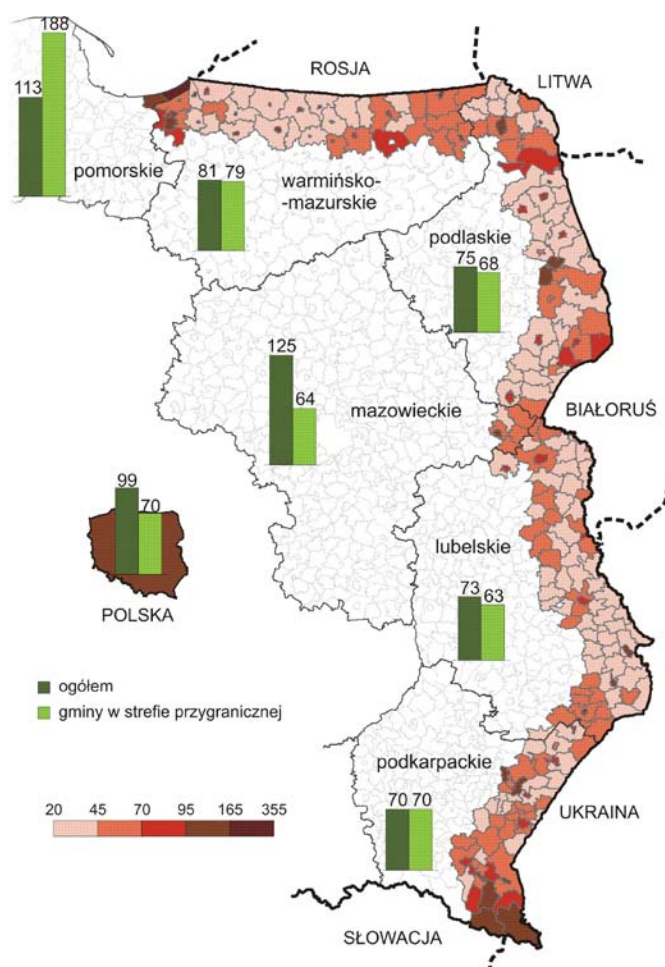 188
113
ROSJA
LITWA
pomorskie
81 79
warmińsko-
-mazurskie
podlaskie
75 68
125
64
mazowieckie
BIAŁORUŚ
99
70
POLSKA
lubelskie
73 63
ogółem
gminy w strefie przygranicznej
podkarpackie
70 70
UKRAINA
20 45 70 95 165 355
SŁOWACJA